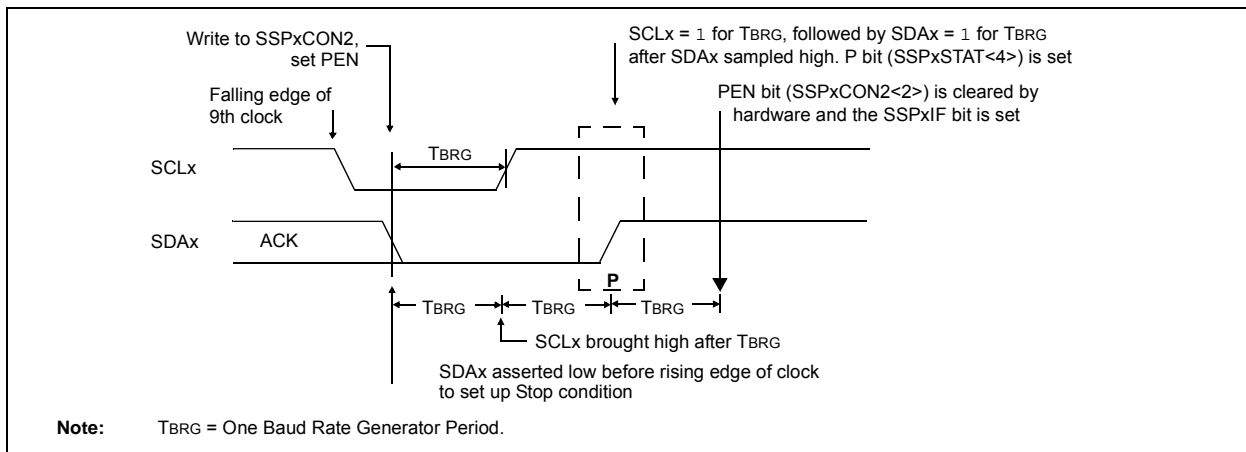 Write to SSPxCON2,
set PEN
SCLx = 1 for TBRG, followed by SDAx = 1 for TBRG
after SDAx sampled high. P bit (SSPxSTAT<4>) is set
Falling edge of
9th clock
PEN bit (SSPxCON2<2>) is cleared by
hardware and the SSPxIF bit is set
TBRG
SCLx
SDAx
ACK
P
TBRG
TBRG
TBRG
SCLx brought high after TBRG
SDAx asserted low before rising edge of clock
to set up Stop condition
Note: TBRG = One Baud Rate Generator Period.